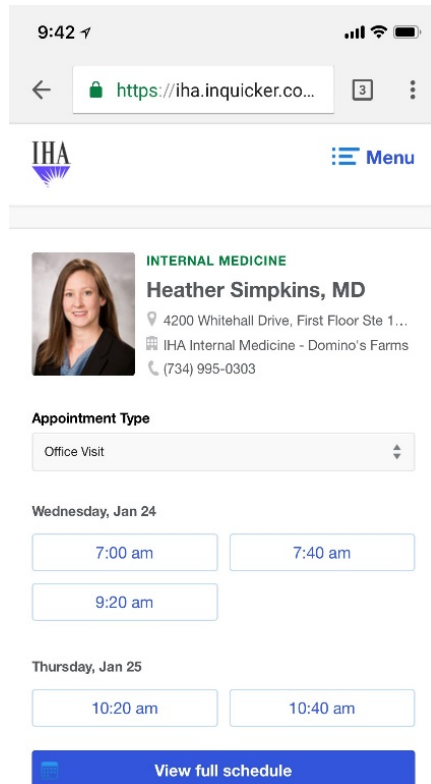 9:42
https://iha.inquicker.co...
3
IHA
Menu
INTERNAL MEDICINE
Heather Simpkins, MD
4200 Whitehall Drive, First Floor Ste 1...
IHA Internal Medicine - Domino's Farms
(734) 995-0303
Appointment Type
Office Visit
Wednesday, Jan 24
7:00 am 7:40 am
9:20 am
Thursday, Jan 25
10:20 am 10:40 am
View full schedule